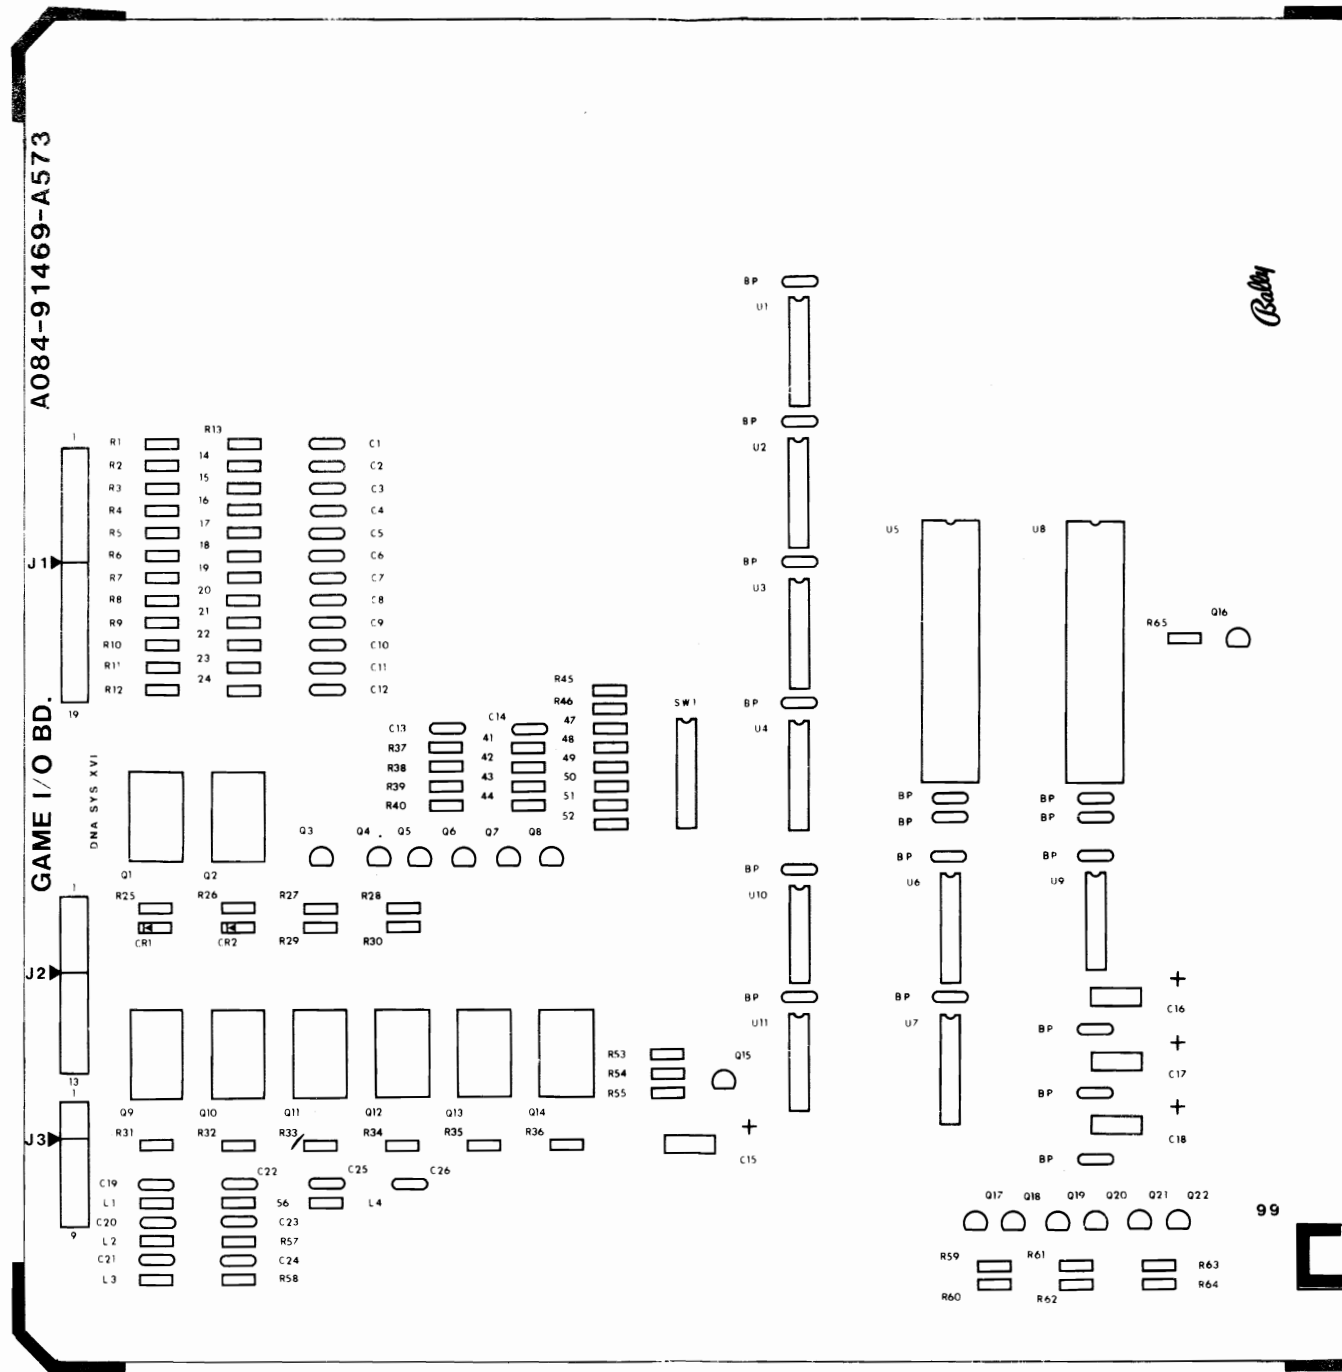 A084-91469-A573
GAME I/O BD.
DNA SYS XVI
Bally
J1
1
19
J2
1
13
J3
1
9
R1
R2
R3
R4
R5
R6
R7
R8
R9
R10
R11
R12
R13
14
15
16
17
18
19
20
21
22
23
24
C1
C2
C3
C4
C5
C6
C7
C8
C9
C10
C11
C12
C13
R37
R38
R39
R40
C14
41
42
43
44
R45
R46
47
48
49
50
51
52
SW1
Q1
Q2
Q3
Q4
Q5
Q6
Q7
Q8
R25
R26
R27
R28
CR1
CR2
R29
R30
Q9
Q10
Q11
Q12
Q13
Q14
R31
R32
R33
R34
R35
R36
R53
R54
R55
Q15
+
C15
C19
L1
C20
L2
C21
L3
C22
56
C23
R57
C24
R58
C25
L4
C26
BP
U1
BP
U2
BP
U3
BP
U4
BP
U10
BP
U11
U5
BP
BP
BP
U6
BP
U7
U8
BP
BP
BP
U9
+
C16
BP
+
C17
BP
+
C18
BP
R65
Q16
Q17
Q18
Q19
Q20
Q21
Q22
R59
R60
R61
R62
R63
R64
99